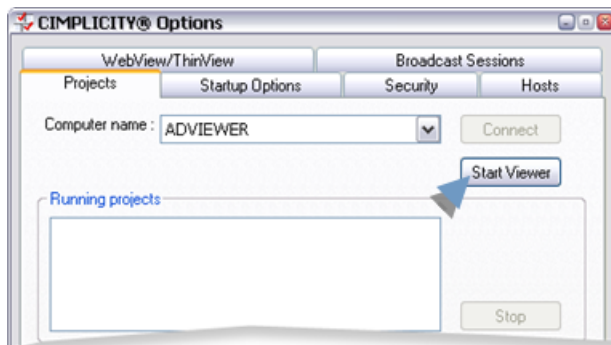 CIMPLICITY® Options
WebView/ThinView Broadcast Sessions
Projects Startup Options Security Hosts
Computer name : ADVIEWER Connect
Start Viewer
Running projects
Stop